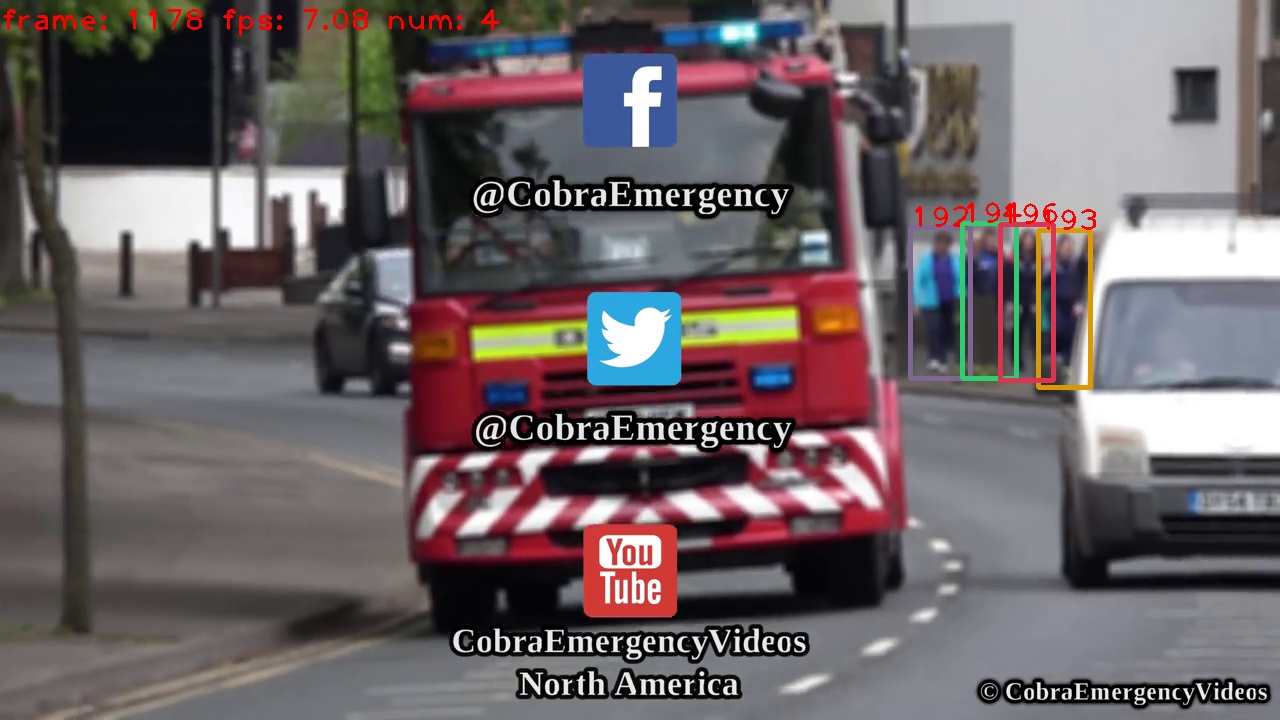 frame: 1178 fps: 7.08 num: 4
f
@CobraEmergency
192
194
196
193
@CobraEmergency
You
Tube
CobraEmergencyVideos
North America
© CobraEmergencyVideos